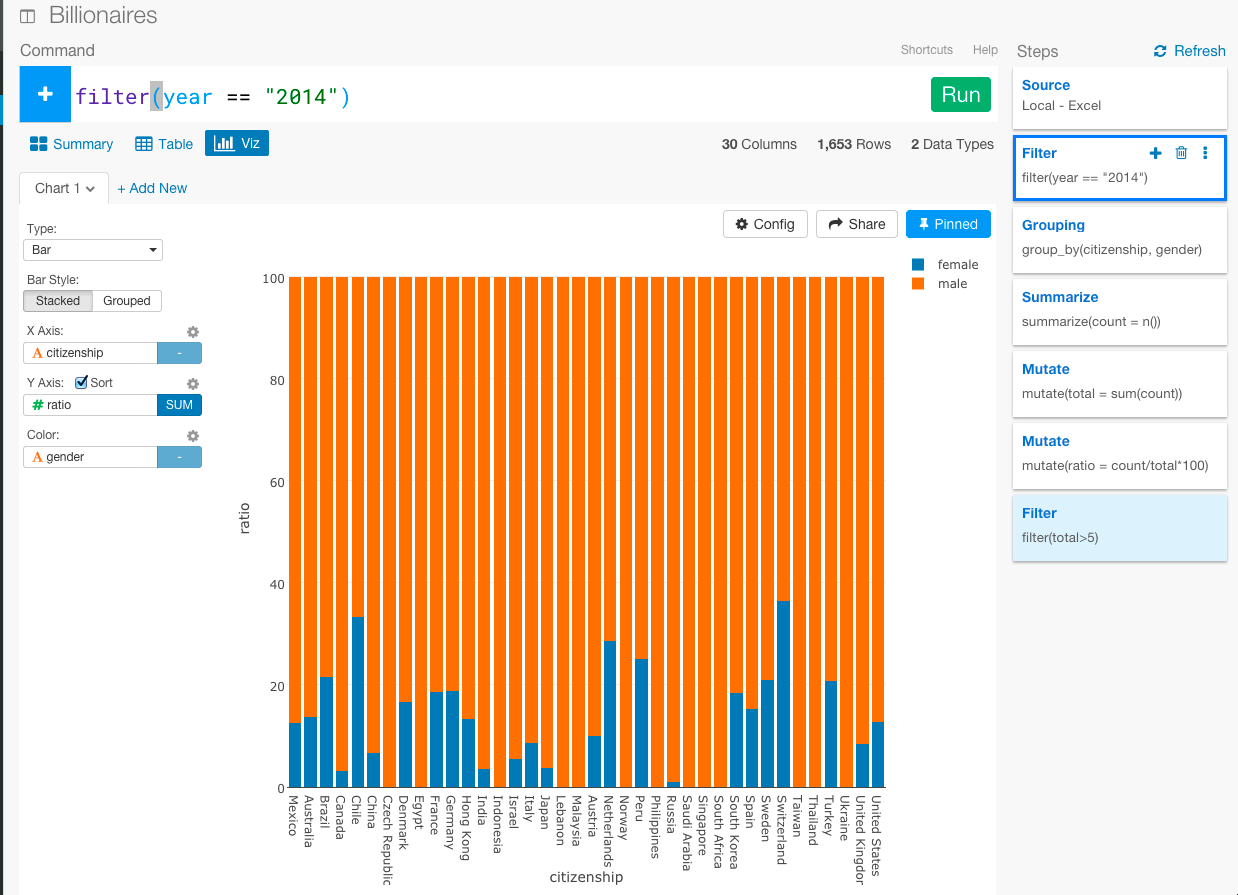 Billionaires
Command
Shortcuts Help
+ filter(year == "2014")
Run
Summary Table Viz
30 Columns 1,653 Rows 2 Data Types
Chart 1 + Add New
Type:
Bar
Bar Style:
Stacked Grouped
X Axis:
A citizenship -
Y Axis: Sort
# ratio SUM
Color:
A gender -
Config Share Pinned
female
male
100
80
60
40
20
0
ratio
Mexico
Australia
Brazil
Canada
Chile
China
Czech Republic
Denmark
Egypt
France
Germany
Hong Kong
India
Indonesia
Israel
Italy
Japan
Lebanon
Malaysia
Austria
Netherlands
Norway
Peru
Philippines
Russia
Saudi Arabia
Singapore
South Africa
South Korea
Spain
Sweden
Switzerland
Taiwan
Thailand
Turkey
Ukraine
United Kingdor
United States
citizenship
Steps Refresh
Source
Local - Excel
Filter
filter(year == "2014")
Grouping
group_by(citizenship, gender)
Summarize
summarize(count = n())
Mutate
mutate(total = sum(count))
Mutate
mutate(ratio = count/total*100)
Filter
filter(total>5)